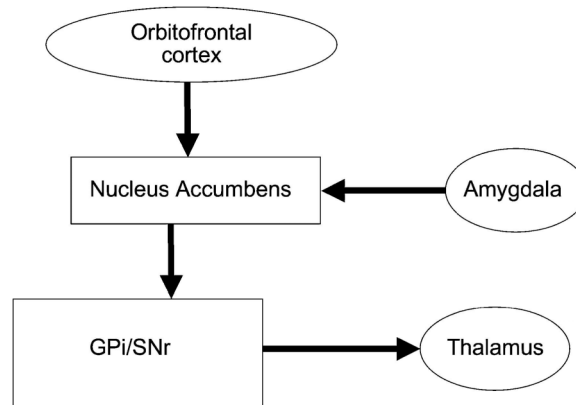 Orbitofrontal
cortex
Nucleus Accumbens
Amygdala
GPi/SNr
Thalamus